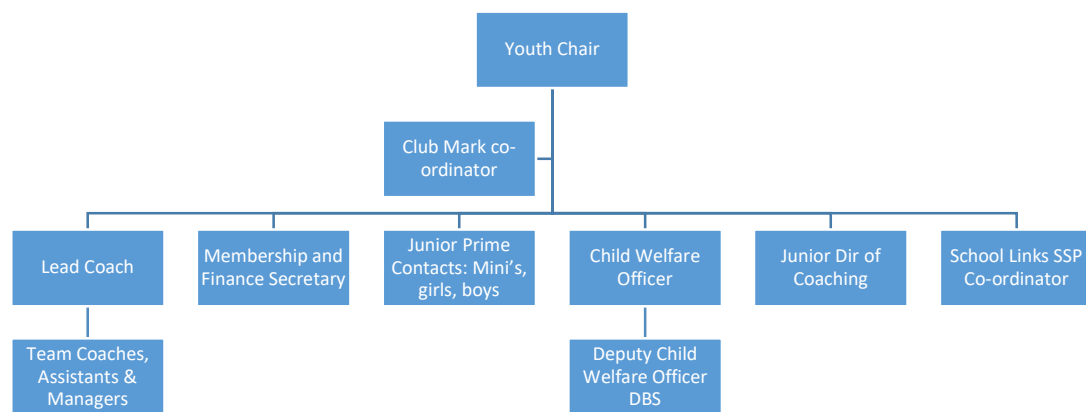 Youth Chair
Club Mark co-
ordinator
Lead Coach
Membership and
Finance Secretary
Junior Prime
Contacts: Mini's,
girls, boys
Child Welfare
Officer
Junior Dir of
Coaching
School Links SSP
Co-ordinator
Team Coaches,
Assistants &
Managers
Deputy Child
Welfare Officer
DBS